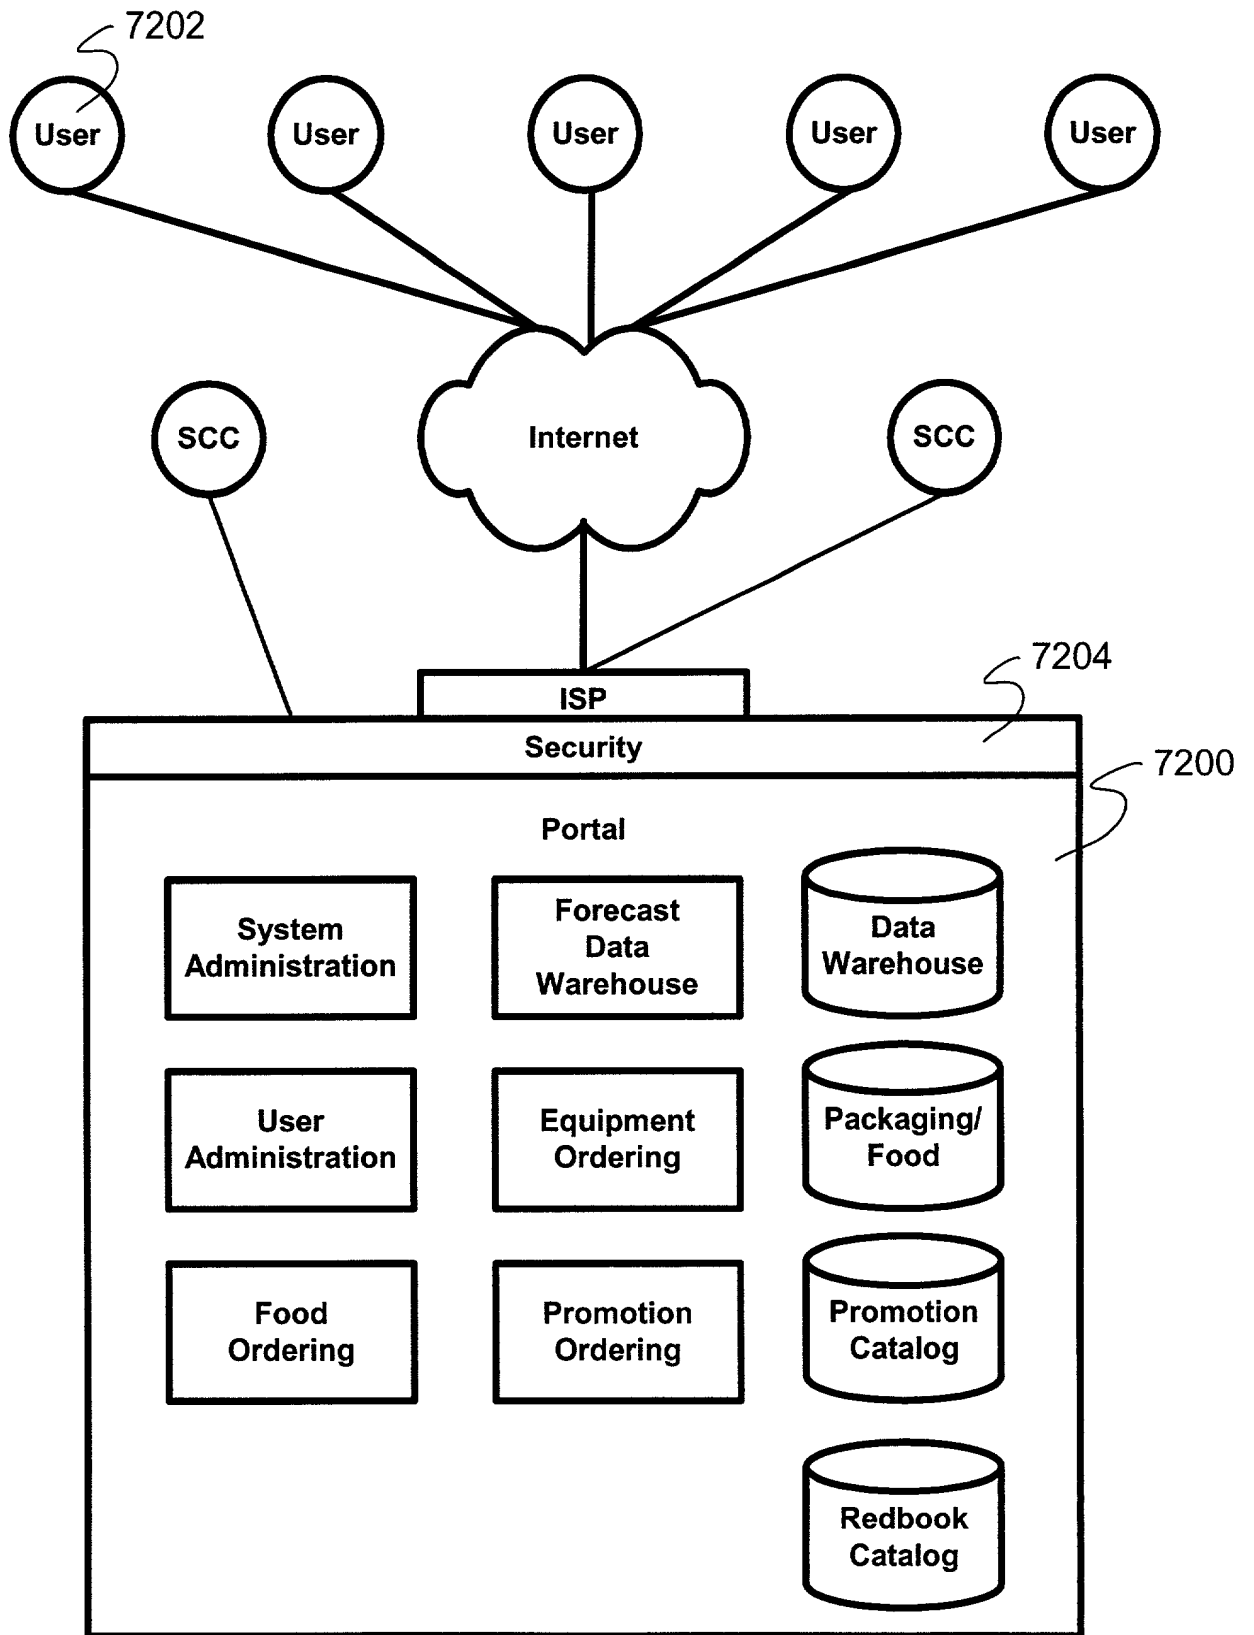 7202
User
User
User
User
User
SCC
Internet
SCC
7204
ISP
Security
7200
Portal
System
Administration
Forecast
Data
Warehouse
Data
Warehouse
User
Administration
Equipment
Ordering
Packaging/
Food
Food
Ordering
Promotion
Ordering
Promotion
Catalog
Redbook
Catalog